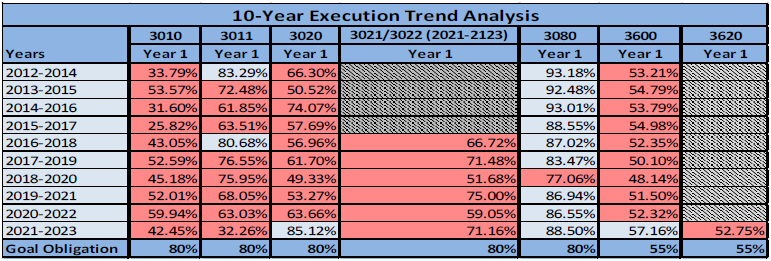 10-Year Execution Trend Analysis
3010 3011 3020 3021/3022 (2021-2123) 3080 3600 3620
Years Year 1 Year 1 Year 1 Year 1 Year 1 Year 1 Year 1
2012-2014 33.79% 83.29% 66.30% 93.18% 53.21%
2013-2015 53.57% 72.48% 50.52% 92.48% 54.79%
2014-2016 31.60% 61.85% 74.07% 93.01% 53.79%
2015-2017 25.82% 63.51% 57.69% 88.55% 54.98%
2016-2018 43.05% 80.68% 56.96% 66.72% 87.02% 52.35%
2017-2019 52.59% 76.55% 61.70% 71.48% 83.47% 50.10%
2018-2020 45.18% 75.95% 49.33% 51.68% 77.06% 48.14%
2019-2021 52.01% 68.05% 53.27% 75.00% 86.94% 51.50%
2020-2022 59.94% 63.03% 63.66% 59.05% 86.55% 52.32%
2021-2023 42.45% 32.26% 85.12% 71.16% 88.50% 57.16% 52.75%
Goal Obligation 80% 80% 80% 80% 80% 55% 55%